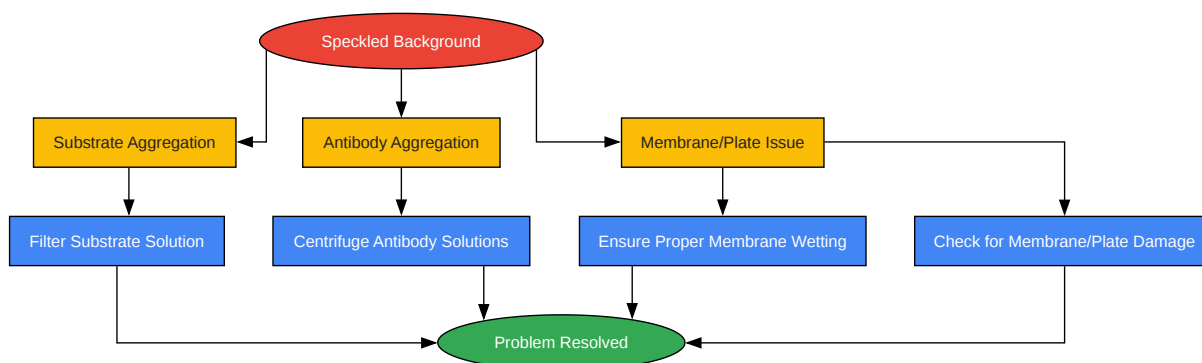 Speckled Background
Substrate Aggregation
Antibody Aggregation
Membrane/Plate Issue
Filter Substrate Solution
Centrifuge Antibody Solutions
Ensure Proper Membrane Wetting
Check for Membrane/Plate Damage
Problem Resolved